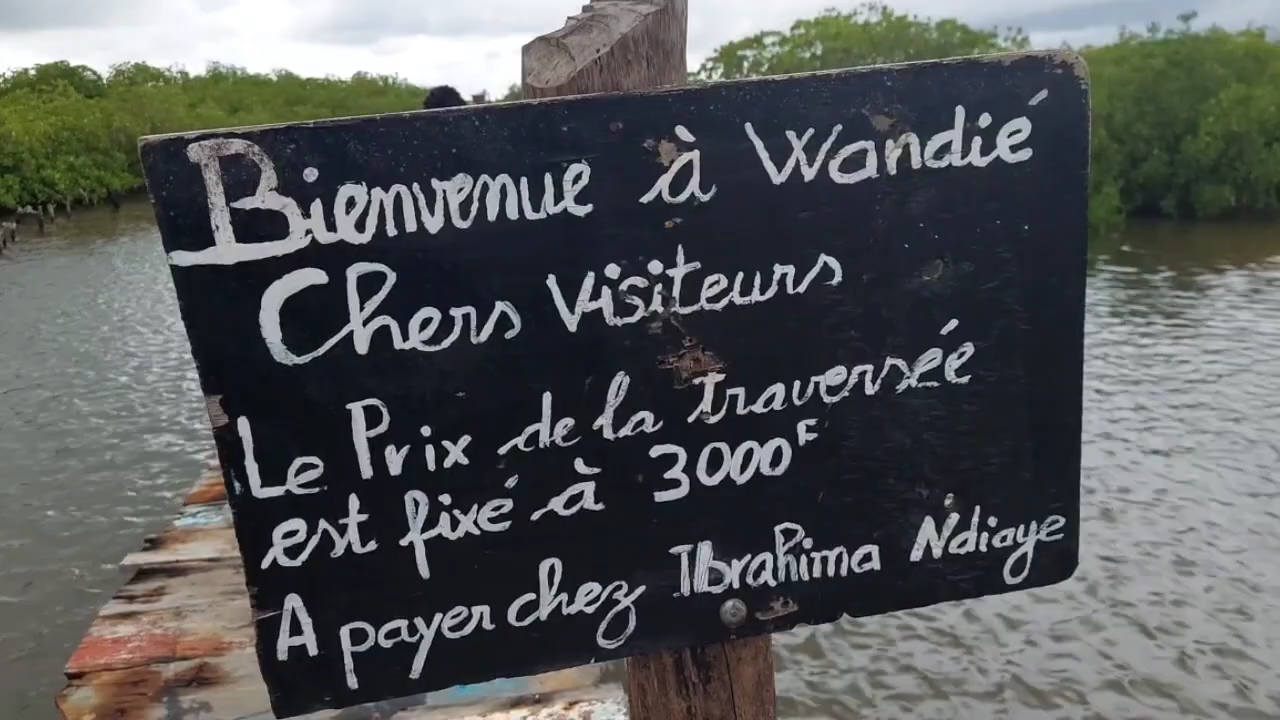 Bienvenue à Wandié
Chers Visiteurs
Le Prix de la traversée
est fixé à 3000F
A payer chez Ibrahima Ndiaye